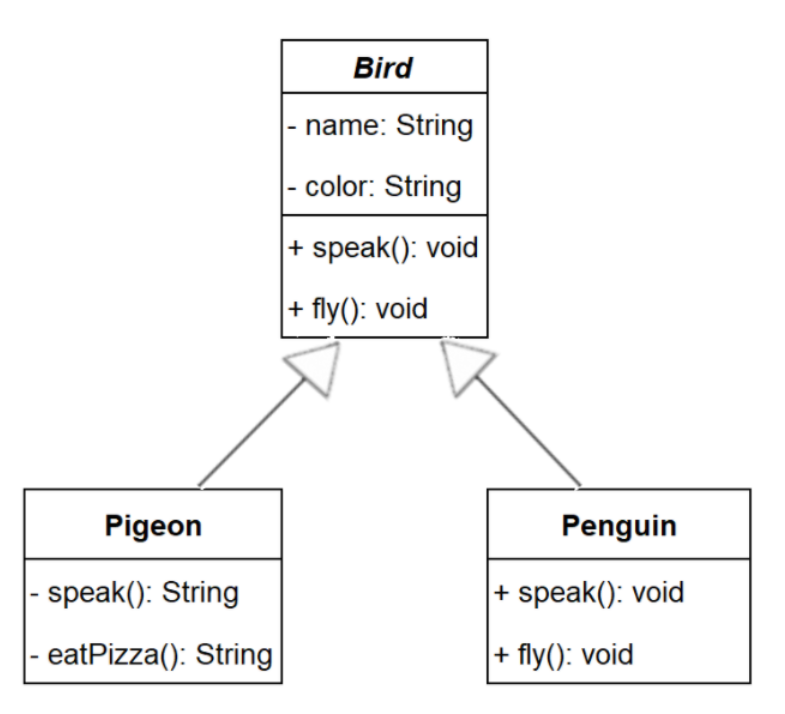 Bird
- name: String
- color: String
+ speak(): void
+ fly(): void
Pigeon
- speak(): String
- eatPizza(): String
Penguin
+ speak(): void
+ fly(): void